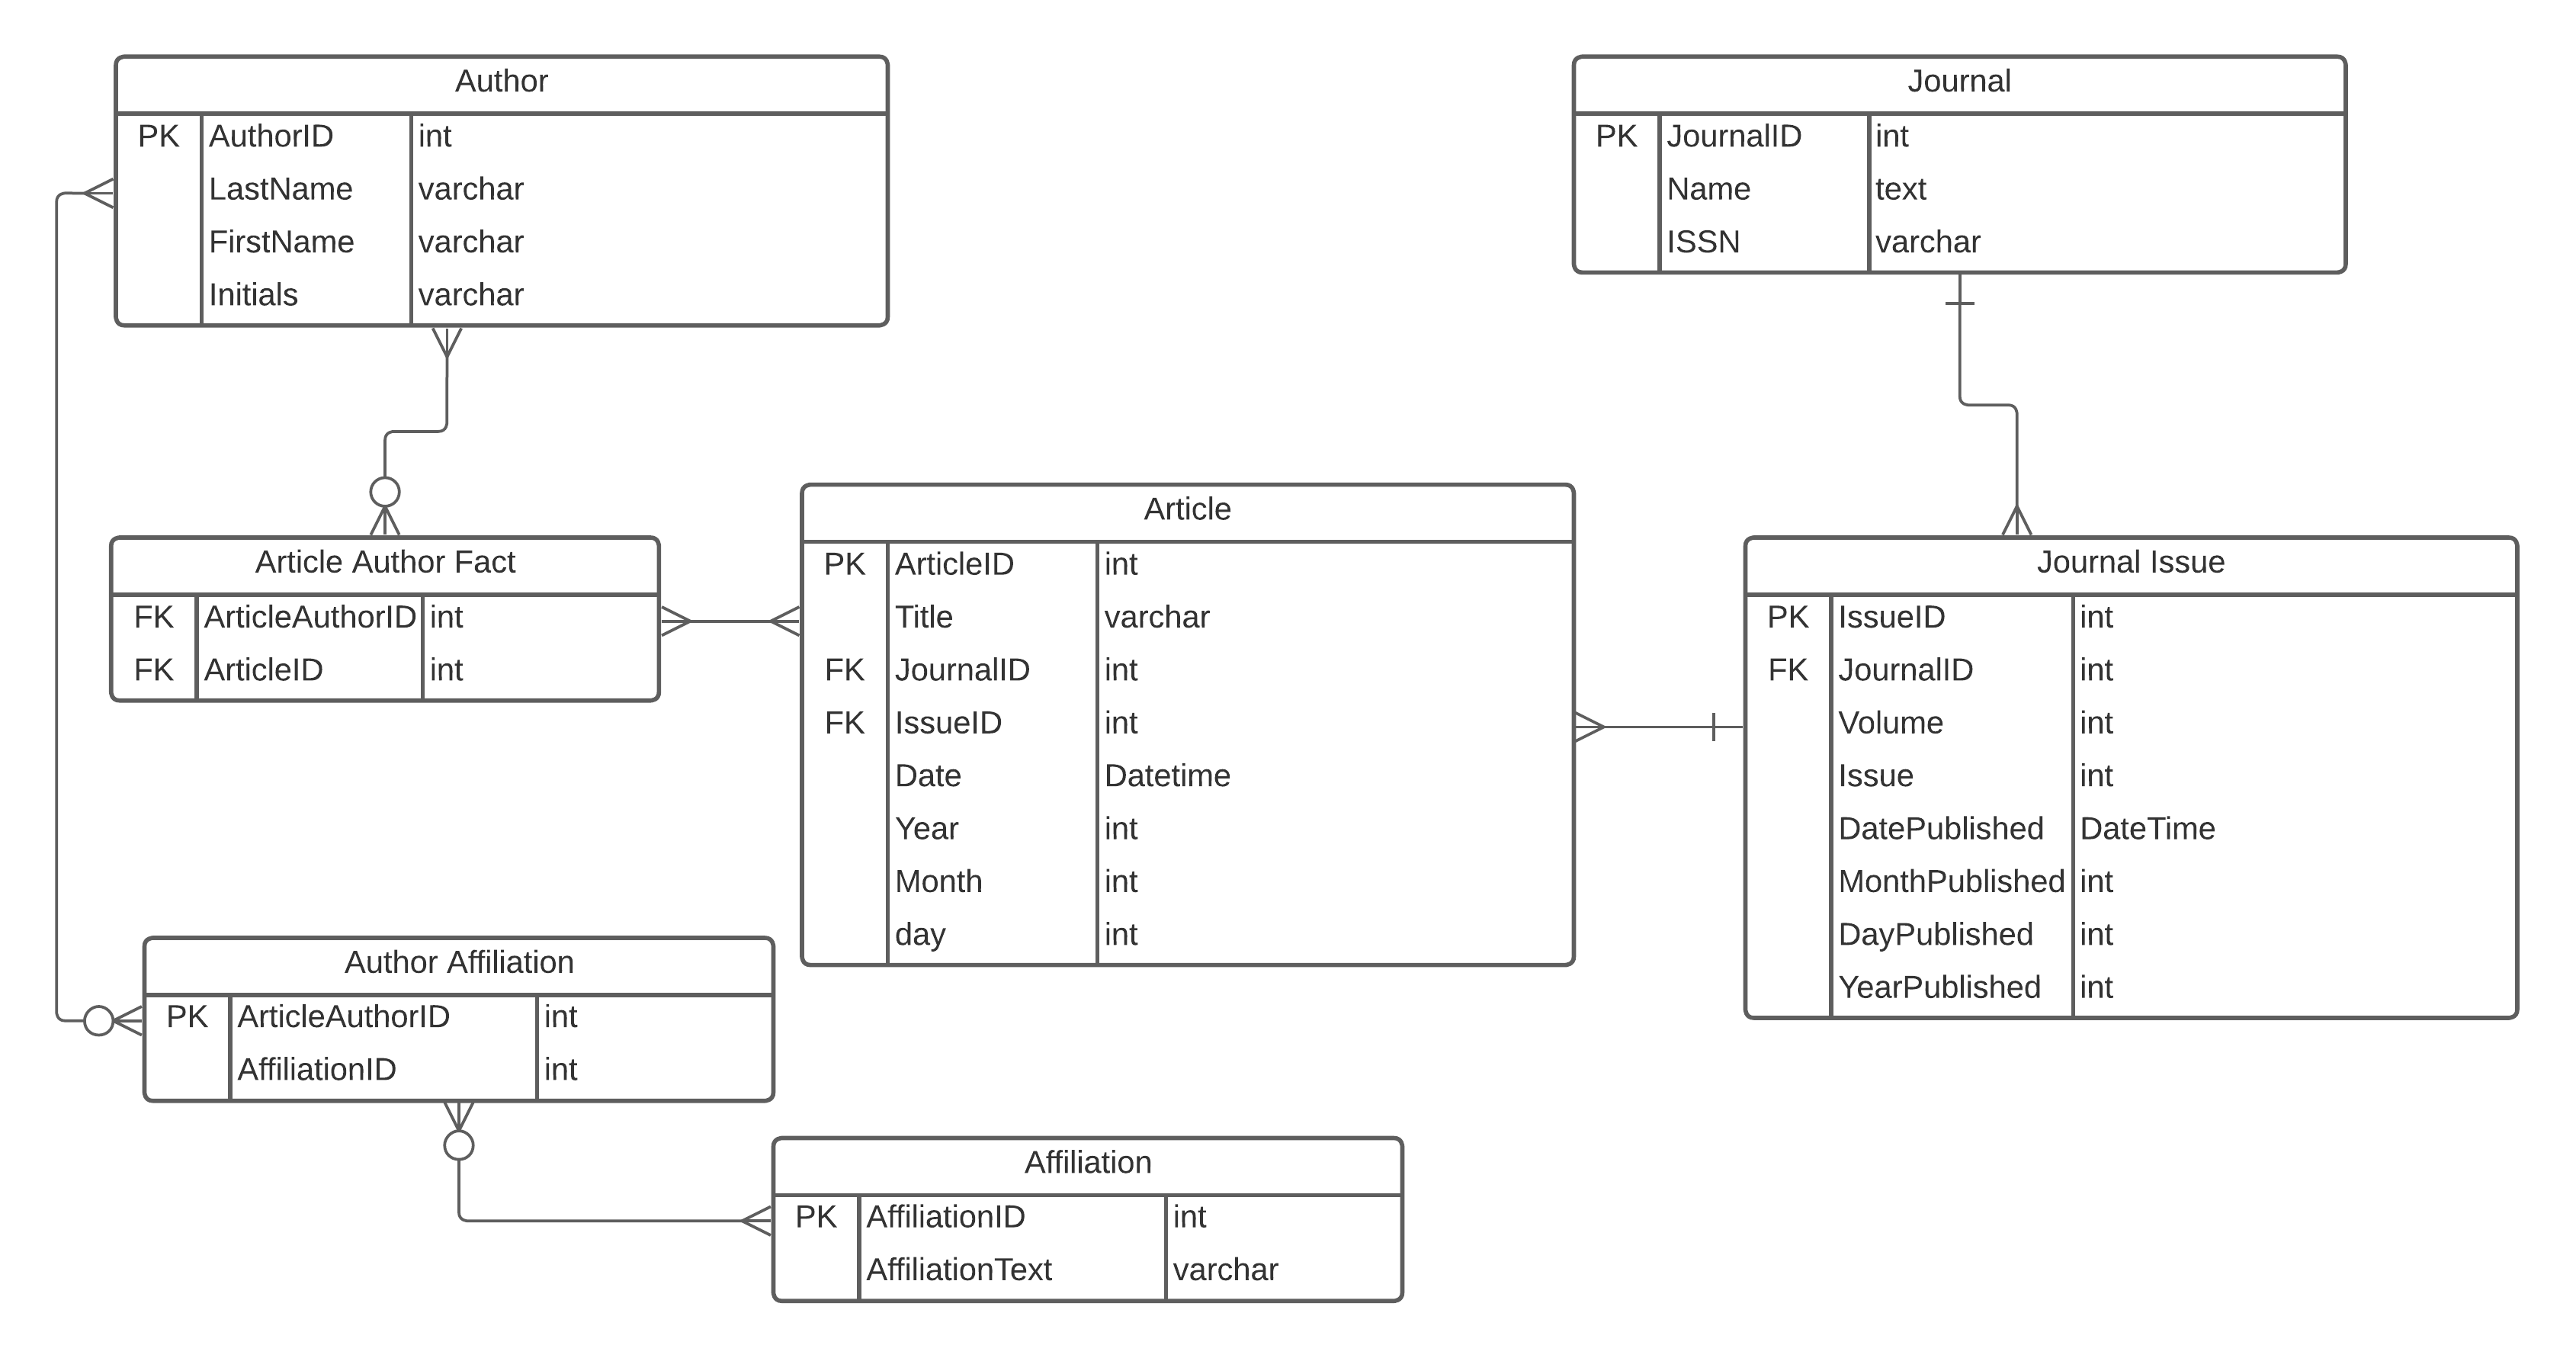 Author
PK AuthorID int
LastName varchar
FirstName varchar
Initials varchar
Journal
PK JournalID int
Name text
ISSN varchar
Article Author Fact
FK ArticleAuthorID int
FK ArticleID int
Article
PK ArticleID int
Title varchar
FK JournalID int
FK IssueID int
Date Datetime
Year int
Month int
day int
Journal Issue
PK IssueID int
FK JournalID int
Volume int
Issue int
DatePublished DateTime
MonthPublished int
DayPublished int
YearPublished int
Author Affiliation
PK ArticleAuthorID int
AffiliationID int
Affiliation
PK AffiliationID int
AffiliationText varchar